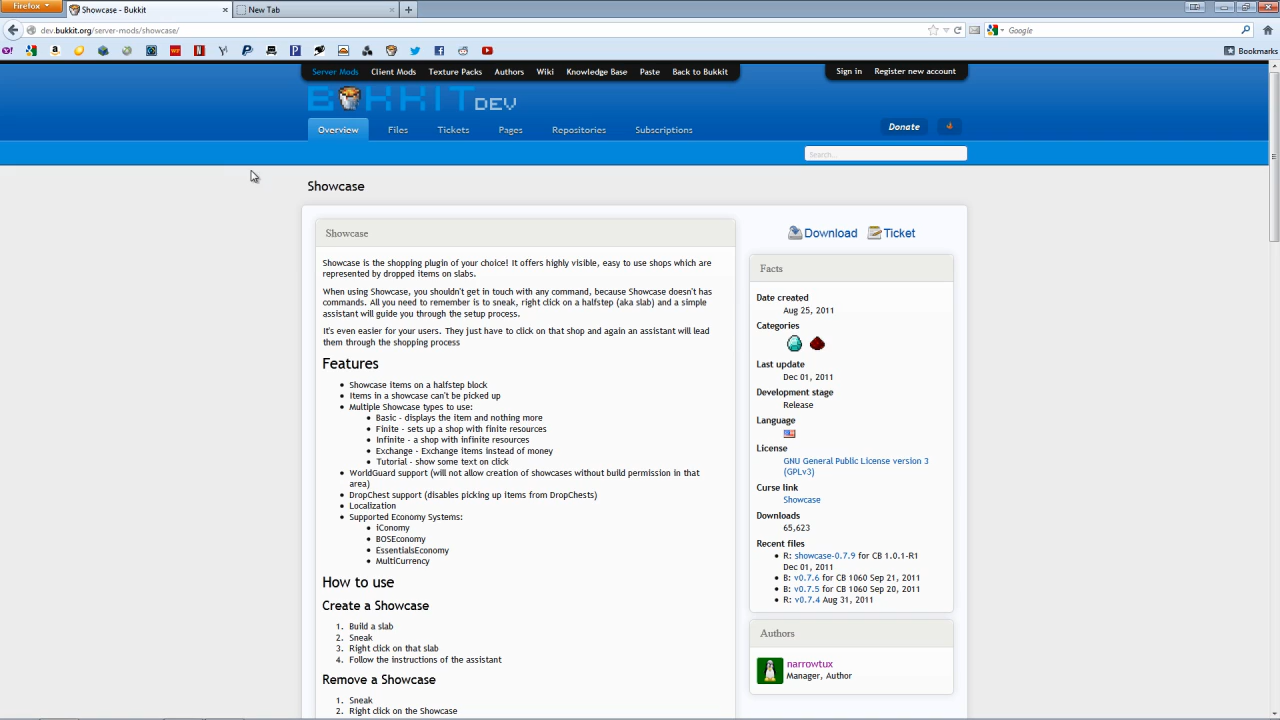 Firefox
Showcase - Bukkit
New Tab
dev.bukkit.org/server-mods/showcase/
Google
Bookmarks
Server Mods Client Mods Texture Packs Authors Wiki Knowledge Base Paste Back to Bukkit
Sign in Register new account
BUKKIT DEV
Overview Files Tickets Pages Repositories Subscriptions
Donate
Search...
Showcase
Showcase
Showcase is the shopping plugin of your choice! It offers highly visible, easy to use shops which are
represented by dropped items on slabs.
When using Showcase, you shouldn't get in touch with any command, because Showcase doesn't has
commands. All you need to remember is to sneak, right click on a halfstep (aka slab) and a simple
assistant will guide you through the setup process.
It's even easier for your users. They just have to click on that shop and again an assistant will lead
them through the shopping process
Features
Showcase items on a halfstep block
Items in a showcase can't be picked up
Multiple Showcase types to use:
Basic - displays the item and nothing more
Finite - sets up a shop with finite resources
Infinite - a shop with infinite resources
Exchange - Exchange items instead of money
Tutorial - show some text on click
WorldGuard support (will not allow creation of showcases without build permission in that
area)
DropChest support (disables picking up items from DropChests)
Localization
Supported Economy Systems:
iConomy
BOSEconomy
EssentialsEconomy
MultiCurrency
How to use
Create a Showcase
1. Build a slab
2. Sneak
3. Right click on that slab
4. Follow the instructions of the assistant
Remove a Showcase
1. Sneak
2. Right click on the Showcase
Download Ticket
Facts
Date created
Aug 25, 2011
Categories
Last update
Dec 01, 2011
Development stage
Release
Language
License
GNU General Public License version 3
(GPLv3)
Curse link
Showcase
Downloads
65,623
Recent files
R: showcase-0.7.9 for CB 1.0.1-R1
Dec 01, 2011
B: v0.7.6 for CB 1060 Sep 21, 2011
B: v0.7.5 for CB 1060 Sep 20, 2011
R: v0.7.4 Aug 31, 2011
Authors
narrowtux
Manager, Author